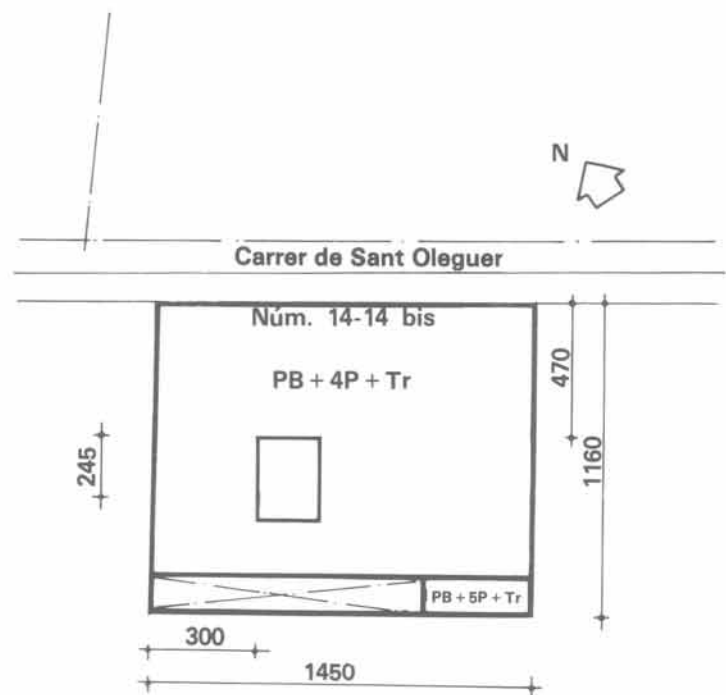 N
Carrer de Sant Oleguer
Núm. 14-14 bis
PB + 4P + Tr
470
245
1160
PB + 5P + Tr
300
1450